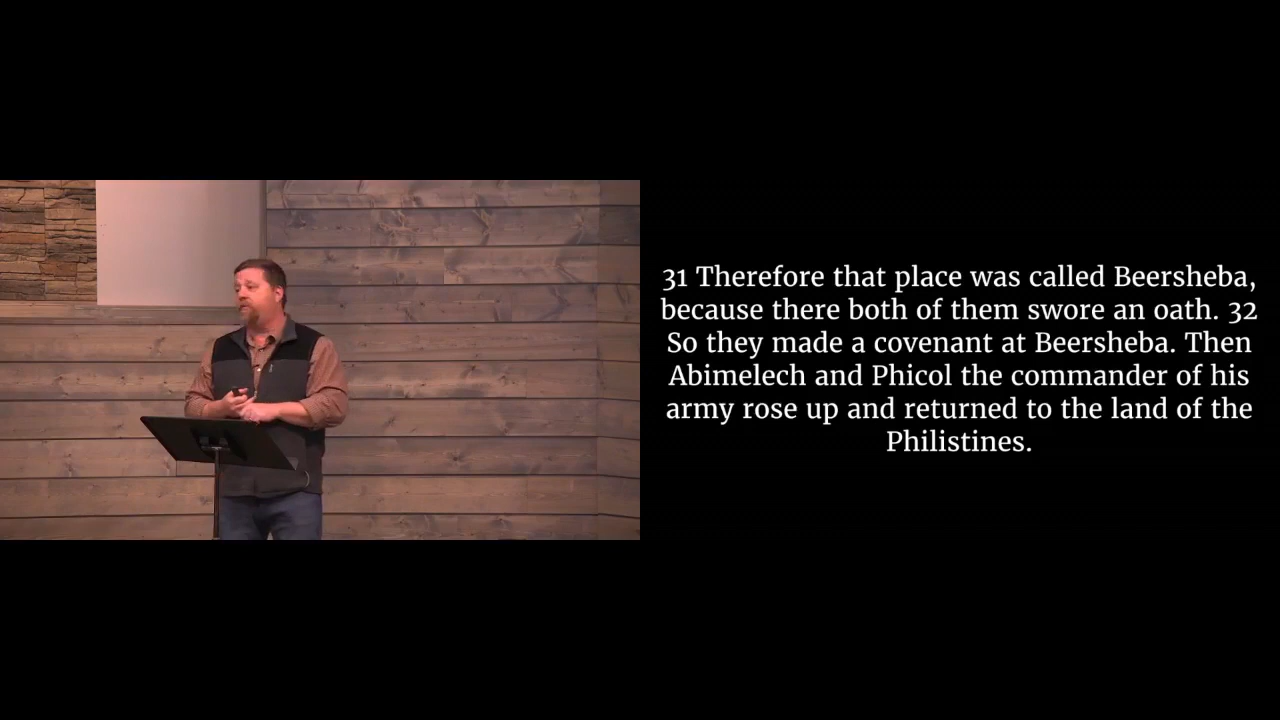 31 Therefore that place was called Beersheba,
because there both of them swore an oath. 32
So they made a covenant at Beersheba. Then
Abimelech and Phicol the commander of his
army rose up and returned to the land of the
Philistines.